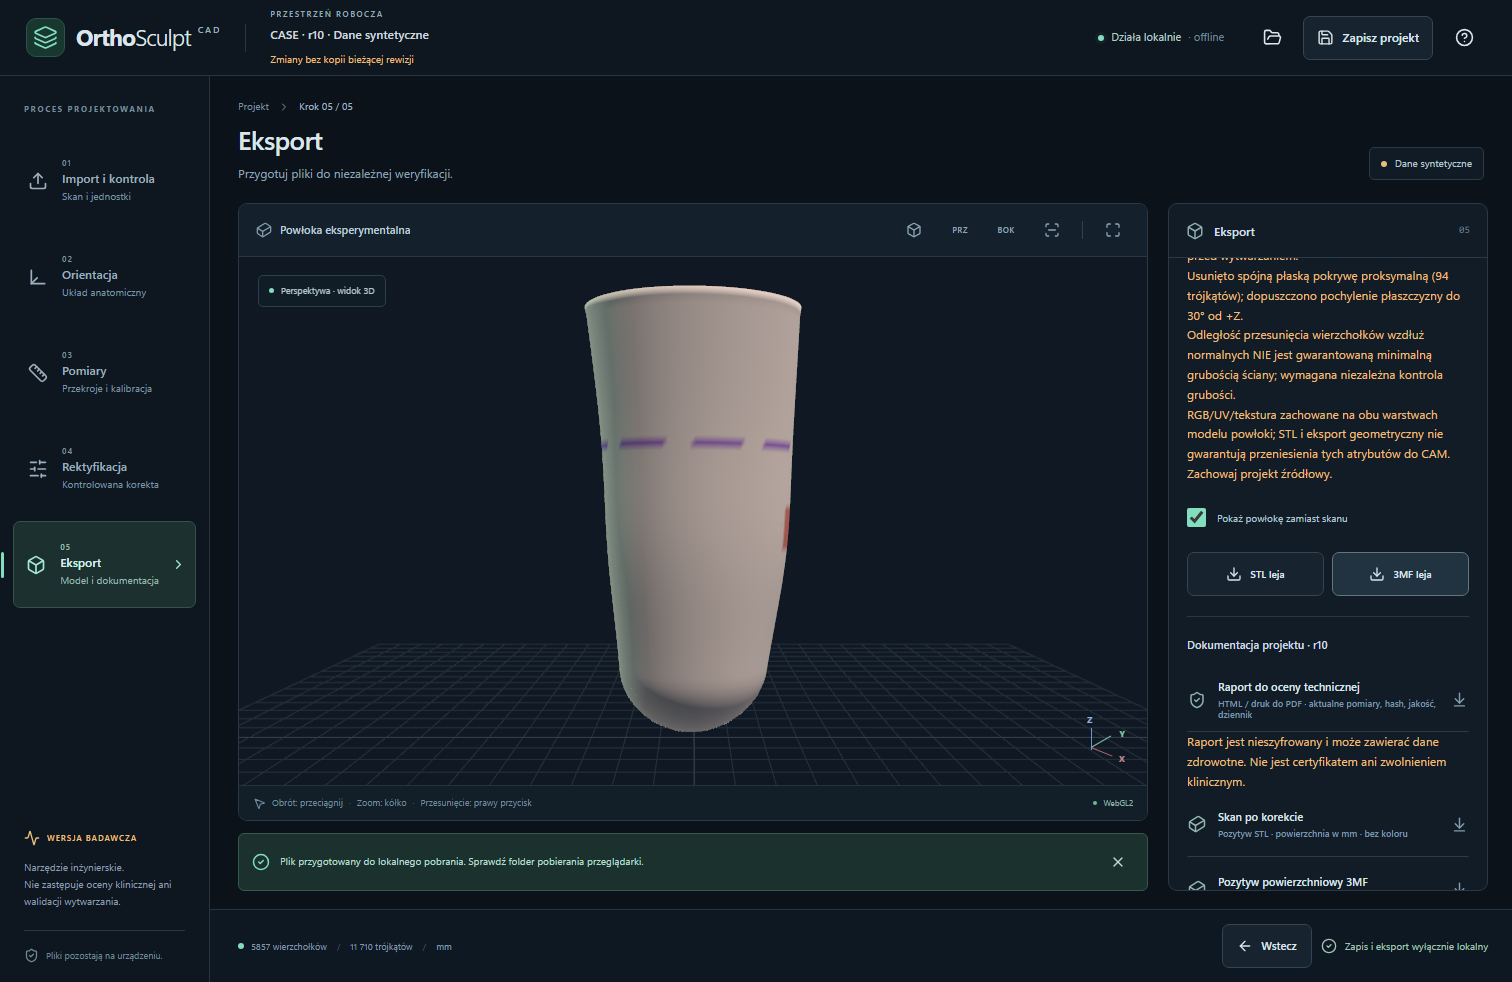 OrthoSculpt CAD
PRZESTRZEŃ ROBOCZA
CASE · r10 · Dane syntetyczne
Zmiany bez kopii bieżącej rewizji
Działa lokalnie · offline
Zapisz projekt
PROCES PROJEKTOWANIA
01
Import i kontrola
Skan i jednostki
02
Orientacja
Układ anatomiczny
03
Pomiary
Przekroje i kalibracja
04
Rektyfikacja
Kontrolowana korekta
05
Eksport
Model i dokumentacja
WERSJA BADAWCZA
Narzędzie inżynierskie.
Nie zastępuje oceny klinicznej ani
walidacji wytwarzania.
Pliki pozostają na urządzeniu.
Projekt > Krok 05 / 05
Eksport
Przygotuj pliki do niezależnej weryfikacji.
Dane syntetyczne
Powłoka eksperymentalna
PRZ
BOK
Perspektywa · widok 3D
Z
Y
X
Obrót: przeciągnij · Zoom: kółko · Przesunięcie: prawy przycisk
WebGL2
Plik przygotowany do lokalnego pobrania. Sprawdź folder pobierania przeglądarki.
Eksport
05
przed wytwarzaniem.
Usunięto spójną płaską pokrywę proksymalną (94
trójkątów); dopuszczono pochylenie płaszczyzny do
30° od +Z.
Odległość przesunięcia wierzchołków wzdłuż
normalnych NIE jest gwarantowaną minimalną
grubością ściany; wymagana niezależna kontrola
grubości.
RGB/UV/tekstura zachowane na obu warstwach
modelu powłoki; STL i eksport geometryczny nie
gwarantują przeniesienia tych atrybutów do CAM.
Zachowaj projekt źródłowy.
Pokaż powłokę zamiast skanu
STL leja
3MF leja
Dokumentacja projektu · r10
Raport do oceny technicznej
HTML / druk do PDF · aktualne pomiary, hash, jakość,
dziennik
Raport jest nieszyfrowany i może zawierać dane
zdrowotne. Nie jest certyfikatem ani zwolnieniem
klinicznym.
Skan po korekcie
Pozytyw STL · powierzchnia w mm · bez koloru
Pozytyw powierzchniowy 3MF
5857 wierzchołków / 11 710 trójkątów / mm
Wstecz
Zapis i eksport wyłącznie lokalny